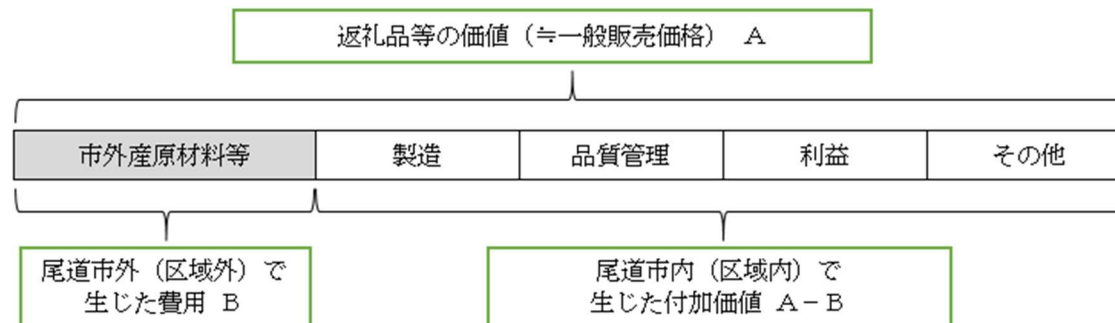 返礼品等の価値（≒一般販売価格） A
市外産原材料等
製造
品質管理
利益
その他
尾道市外（区域外）で
生じた費用 B
尾道市内（区域内）で
生じた付加価値 A－B